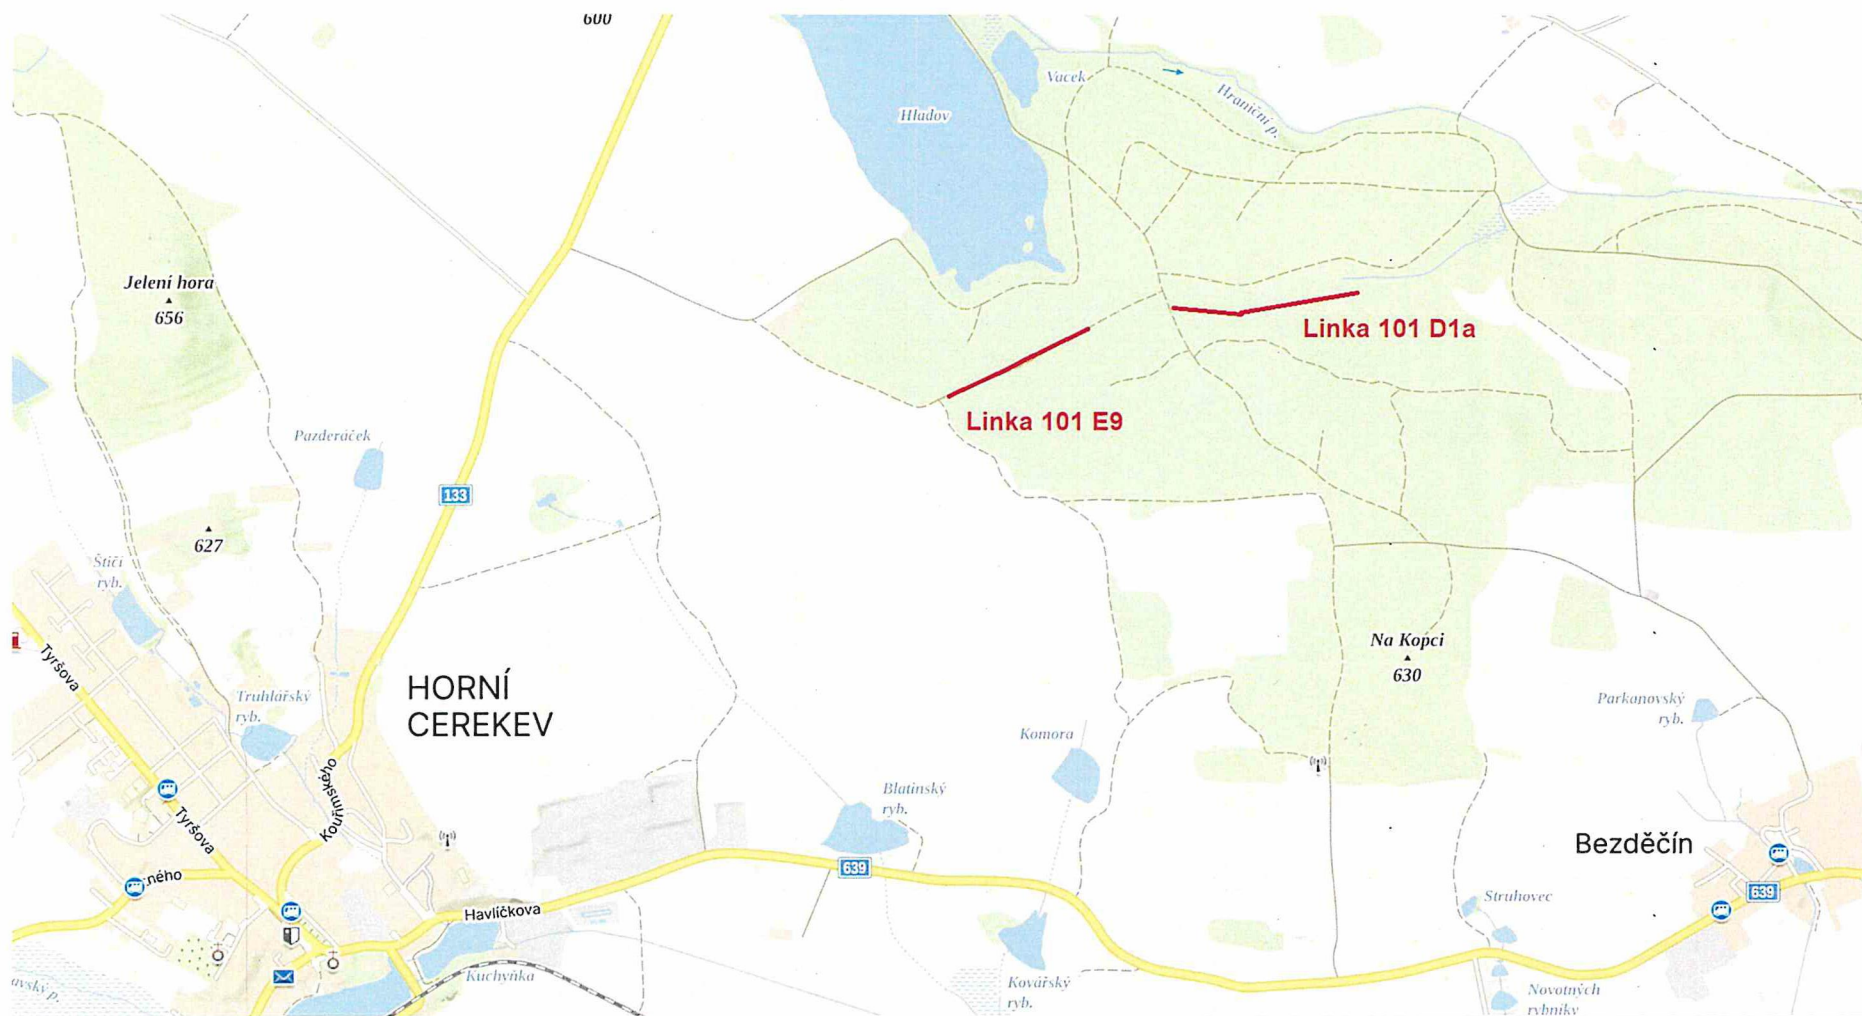 600
Vacek
Hladov
Hraniční p.
Jelení hora
656
Linka 101 D1a
Linka 101 E9
Pazderáček
133
627
Štičí
ryb.
Na Kopci
630
Tyršova
HORNÍ
CEREKEV
Truhlářský
ryb.
Parkanovský
ryb.
Komora
Kouřimského
Blatinský
ryb.
Tyršova
Bezděčín
639
ného
639
Struhovec
Havlíčkova
Kuchyňka
Kovářský
ryb.
avský p.
Novotných
rybníky